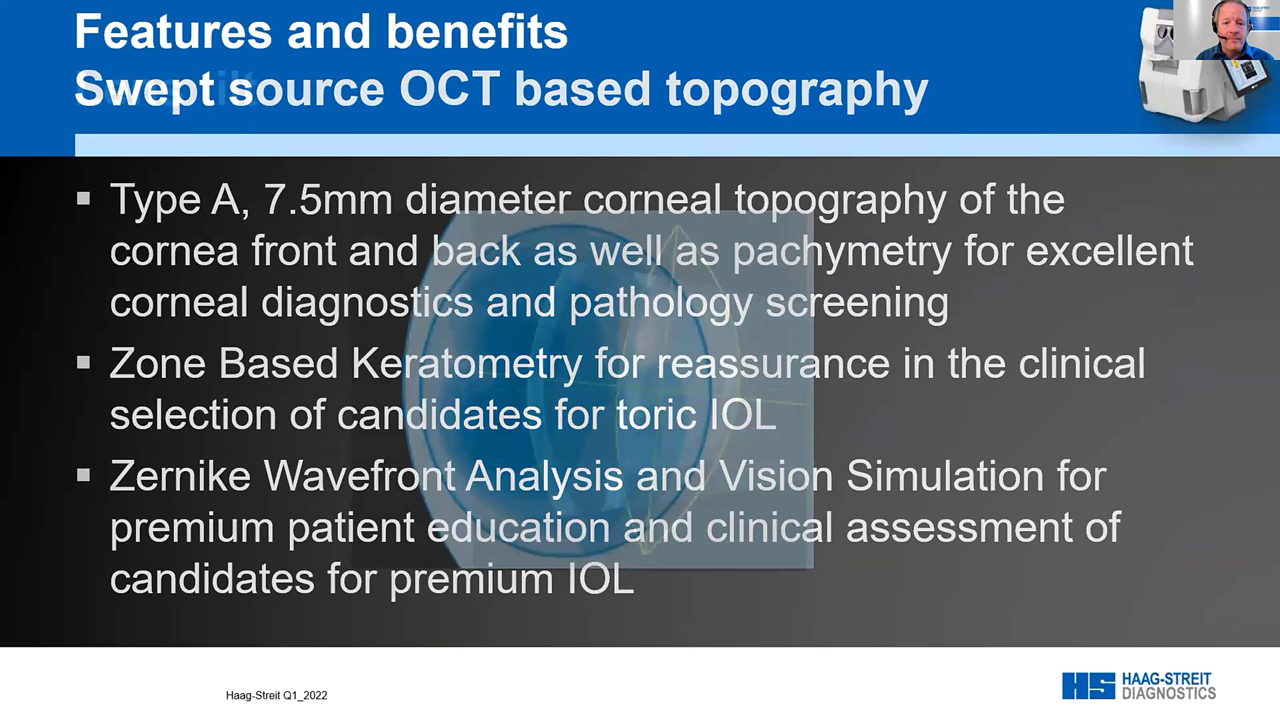 Features and benefits
Swept source OCT based topography
▪ Type A, 7.5mm diameter corneal topography of the
cornea front and back as well as pachymetry for excellent
corneal diagnostics and pathology screening
▪ Zone Based Keratometry for reassurance in the clinical
selection of candidates for toric IOL
▪ Zernike Wavefront Analysis and Vision Simulation for
premium patient education and clinical assessment of
candidates for premium IOL
Haag-Streit Q1_2022
HS HAAG-STREIT
DIAGNOSTICS